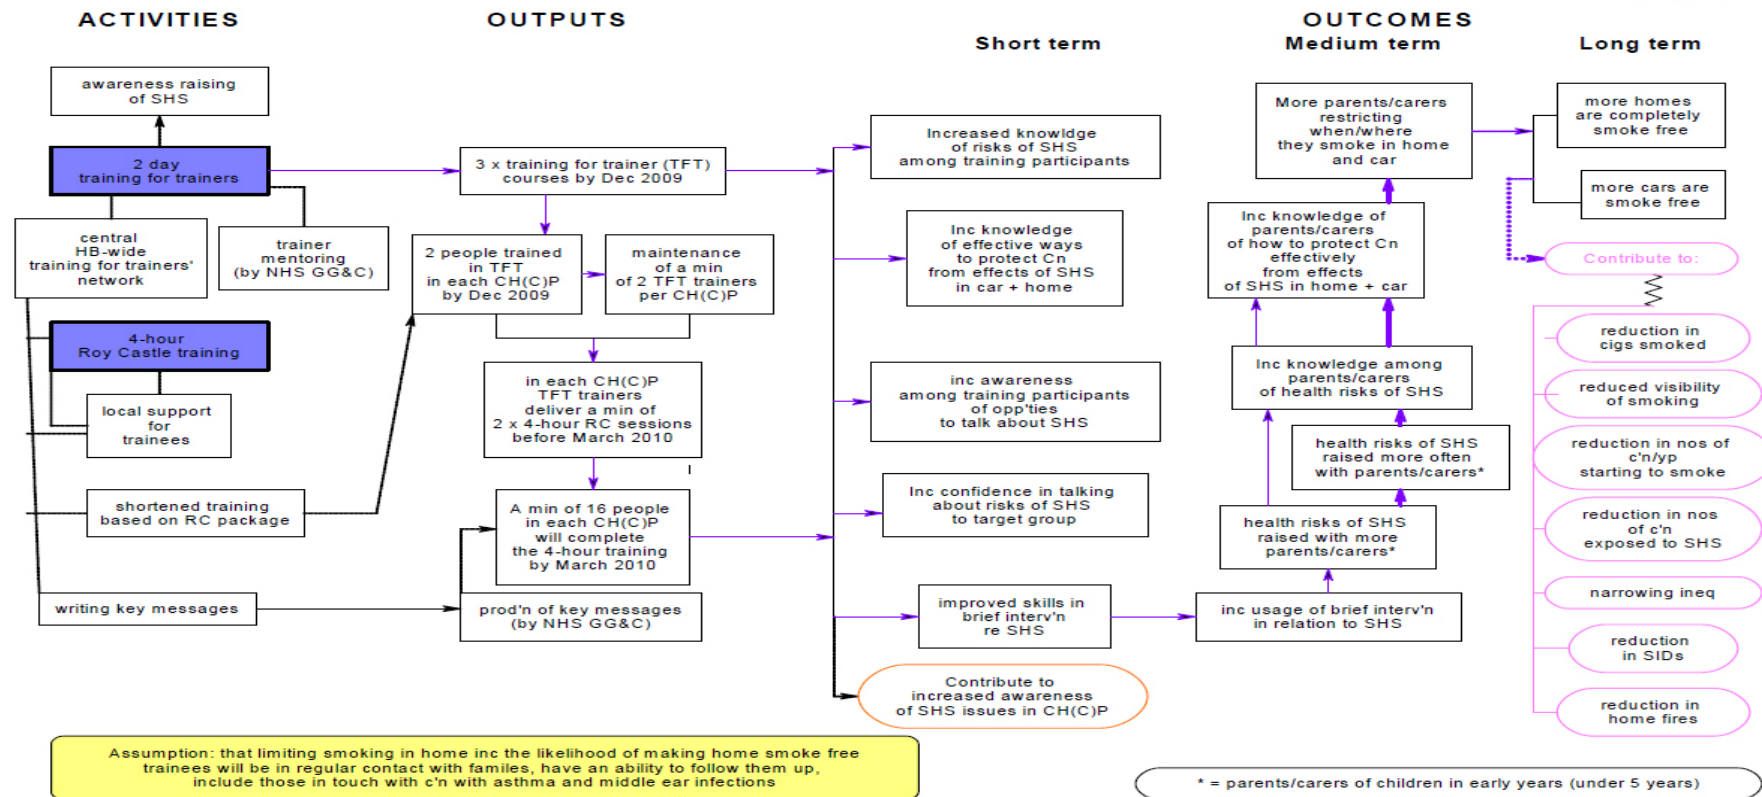 ACTIVITIES
OUTPUTS
OUTCOMES
Short term
Medium term
Long term
awareness raising
of SHS
2 day
training for trainers
central
HB-wide
training for trainers'
network
trainer
mentoring
(by NHS GG&C)
4-hour
Roy Castle training
local support
for
trainees
shortened training
based on RC package
writing key messages
3 x training for trainer (TFT)
courses by Dec 2009
2 people trained
in TFT
in each CH(C)P
by Dec 2009
maintenance
of a min
of 2 TFT trainers
per CH(C)P
in each CH(C)P
TFT trainers
deliver a min of
2 x 4-hour RC sessions
before March 2010
A min of 16 people
in each CH(C)P
will complete
the 4-hour training
by March 2010
prod'n of key messages
(by NHS GG&C)
Increased knowldge
of risks of SHS
among training participants
Inc knowledge
of effective ways
to protect Cn
from effects of SHS
in car + home
inc awareness
among training participants
of opp'ties
to talk about SHS
Inc confidence in talking
about risks of SHS
to target group
improved skills in
brief interv'n
re SHS
Contribute to
increased awareness
of SHS issues in CH(C)P
More parents/carers
restricting
when/where
they smoke in home
and car
Inc knowledge of
parents/carers
of how to protect Cn
effectively
from effects
of SHS in home + car
Inc knowledge among
parents/carers
of health risks of SHS
health risks of SHS
raised more often
with parents/carers*
health risks of SHS
raised with more
parents/carers*
inc usage of brief interv'n
in relation to SHS
more homes
are completely
smoke free
more cars are
smoke free
Contribute to:
reduction in
cigs smoked
reduced visibility
of smoking
reduction in nos of
c'n/yp
starting to smoke
reduction in nos
of c'n
exposed to SHS
narrowing ineq
reduction
in SIDs
reduction in
home fires
Assumption: that limiting smoking in home inc the likelihood of making home smoke free
trainees will be in regular contact with familes, have an ability to follow them up,
include those in touch with c'n with asthma and middle ear infections
* = parents/carers of children in early years (under 5 years)